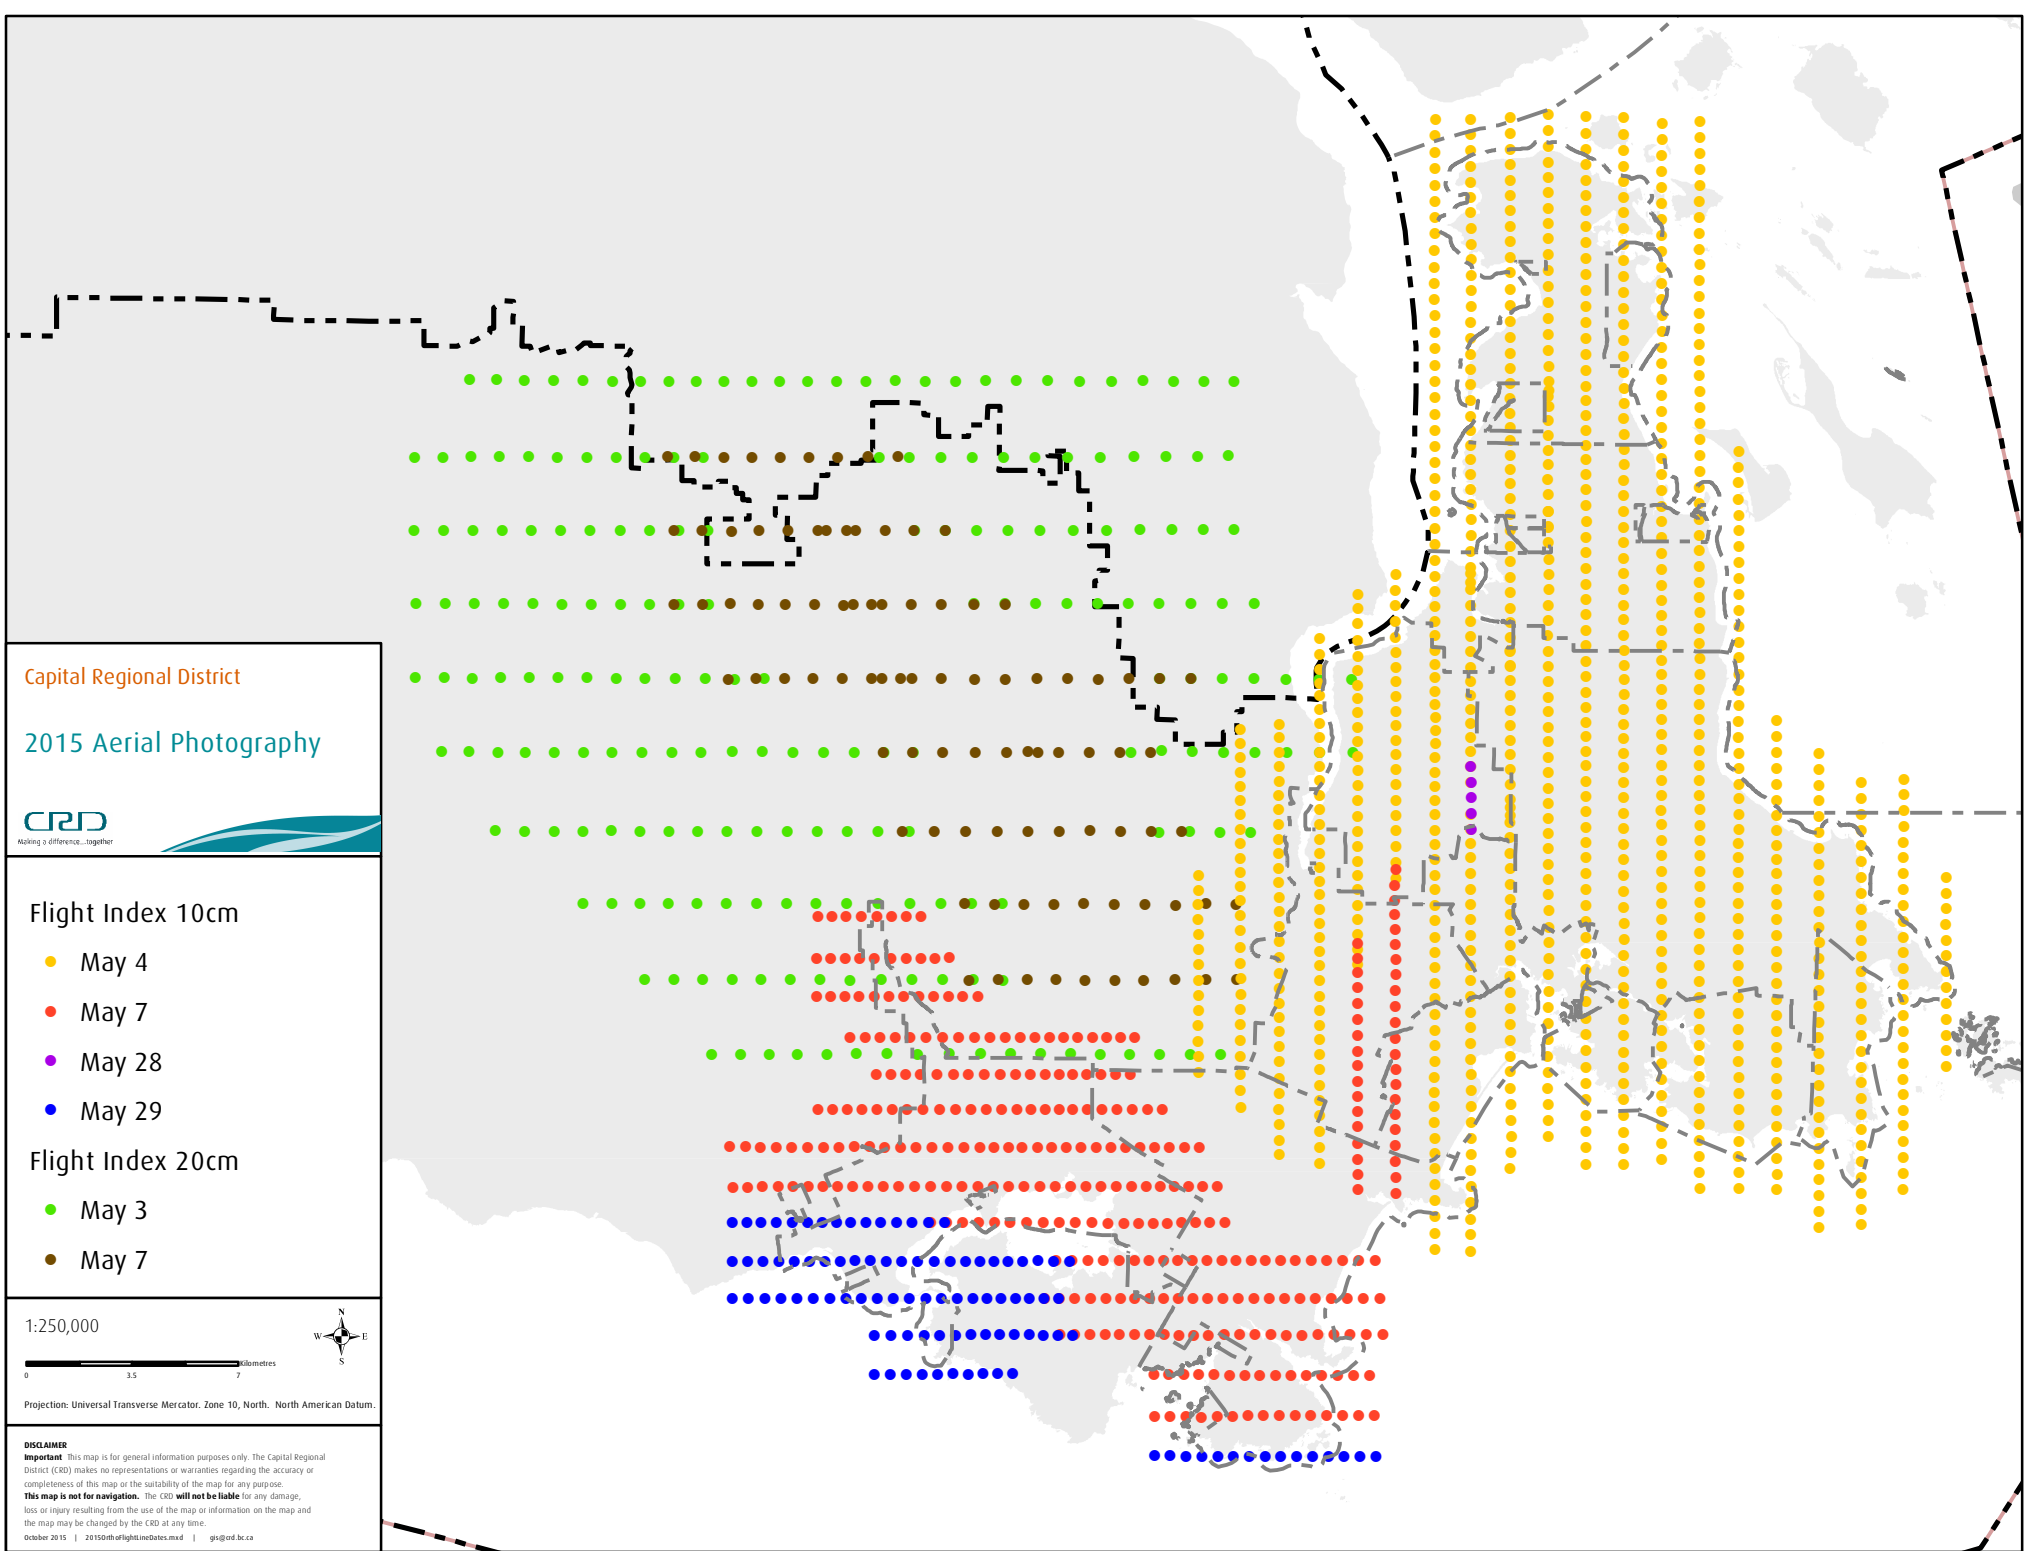 Capital Regional District
2015 Aerial Photography
CRD
Making a difference...together
Flight Index 10cm
May 4
May 7
May 28
May 29
Flight Index 20cm
May 3
May 7
1:250,000
N
W E
S
Kilometres
0 3.5 7
Projection: Universal Transverse Mercator. Zone 10, North. North American Datum.
DISCLAIMER
Important This map is for general information purposes only. The Capital Regional
District (CRD) makes no representations or warranties regarding the accuracy or
completeness of this map or the suitability of the map for any purpose.
This map is not for navigation. The CRD will not be liable for any damage,
loss or injury resulting from the use of the map or information on the map and
the map may be changed by the CRD at any time.
October 2015 | 2015OrthoFlightLineDates.mxd | gis@crd.bc.ca